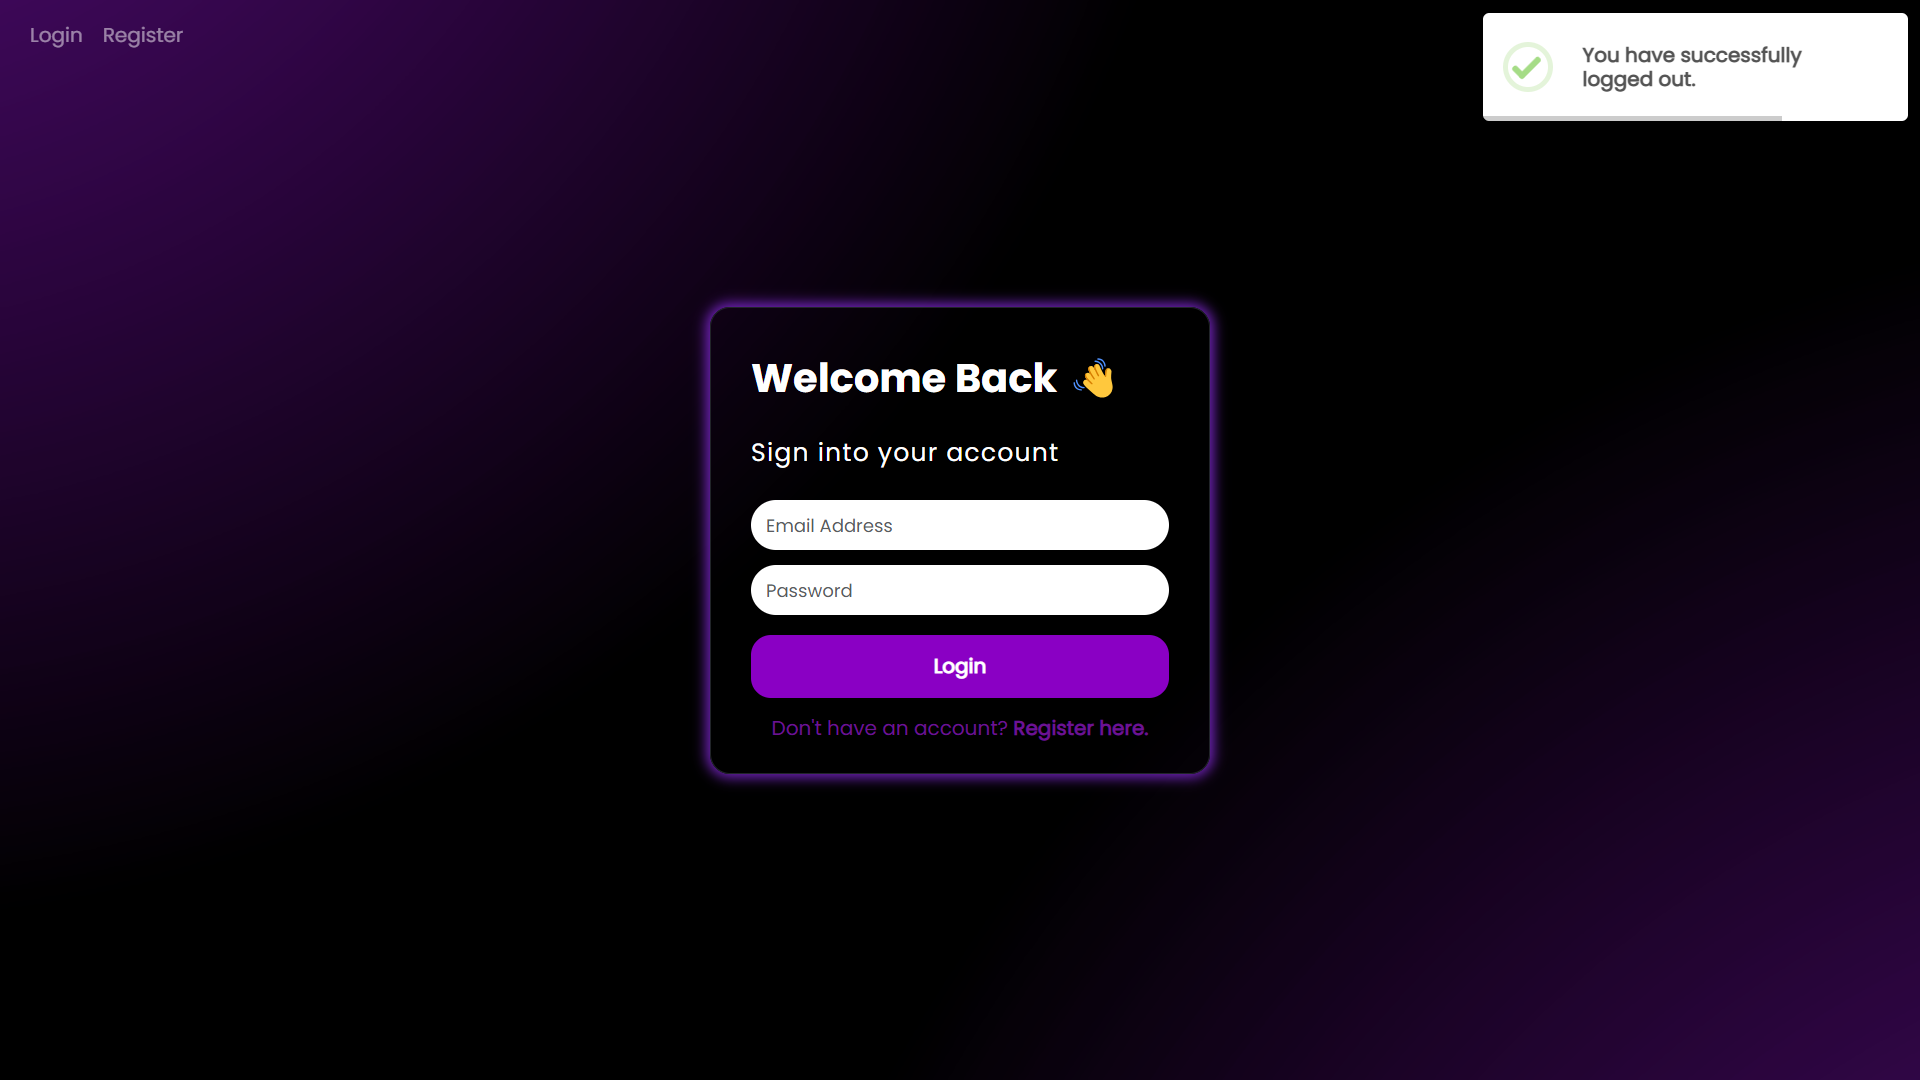 Login Register
You have successfully
logged out.
Welcome Back 👋
Sign into your account
Email Address
Password
Login
Don't have an account? Register here.